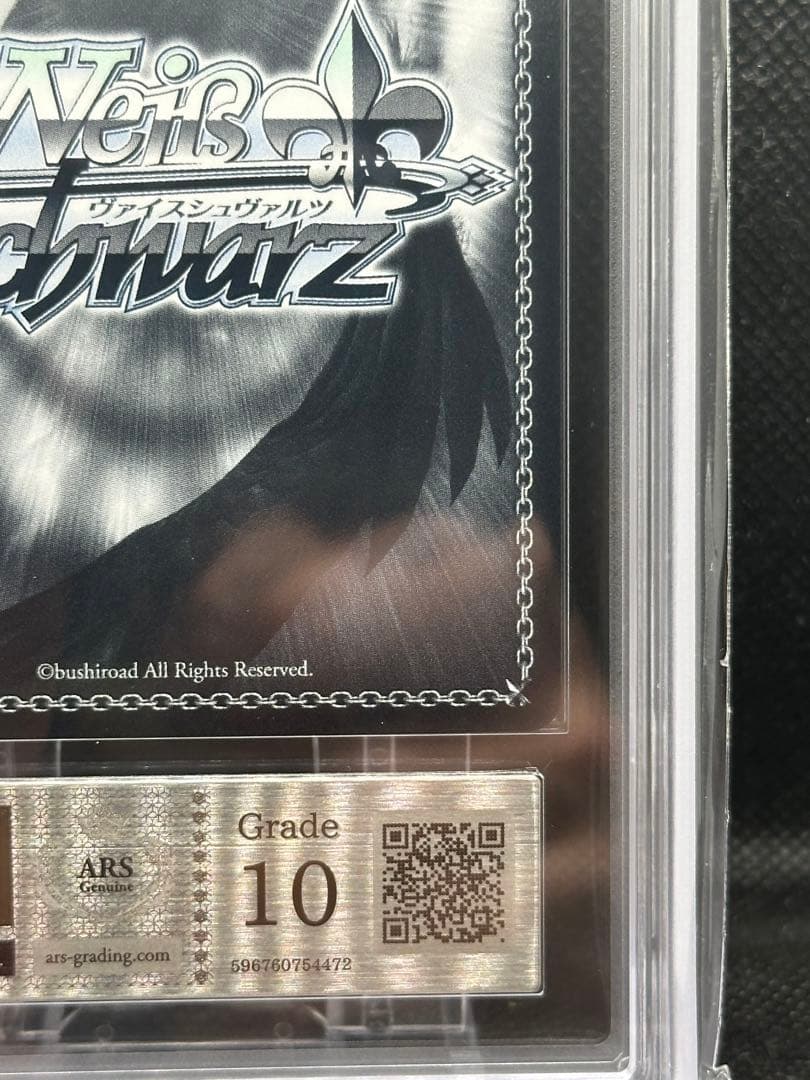 Weiß
ヴァイスシュヴァルツ
chwarz
©bushiroad All Rights Reserved.
ARS
Genuine
ars-grading.com
Grade
10
596760754472